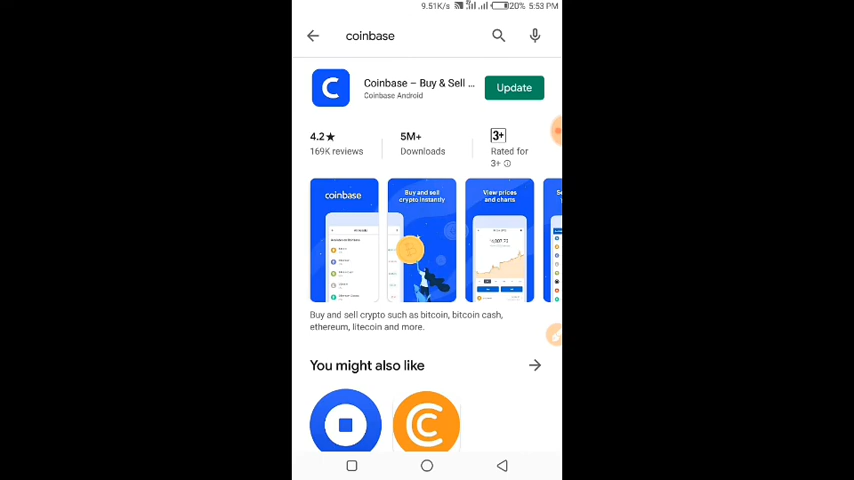 9.51K/s 20% 5:53 PM
coinbase
Coinbase – Buy & Sell ...
Coinbase Android
Update
4.2★
169K reviews
5M+
Downloads
3+
Rated for
3+
coinbase
Buy and sell
crypto instantly
View prices
and charts
Buy and sell crypto such as bitcoin, bitcoin cash,
ethereum, litecoin and more.
You might also like